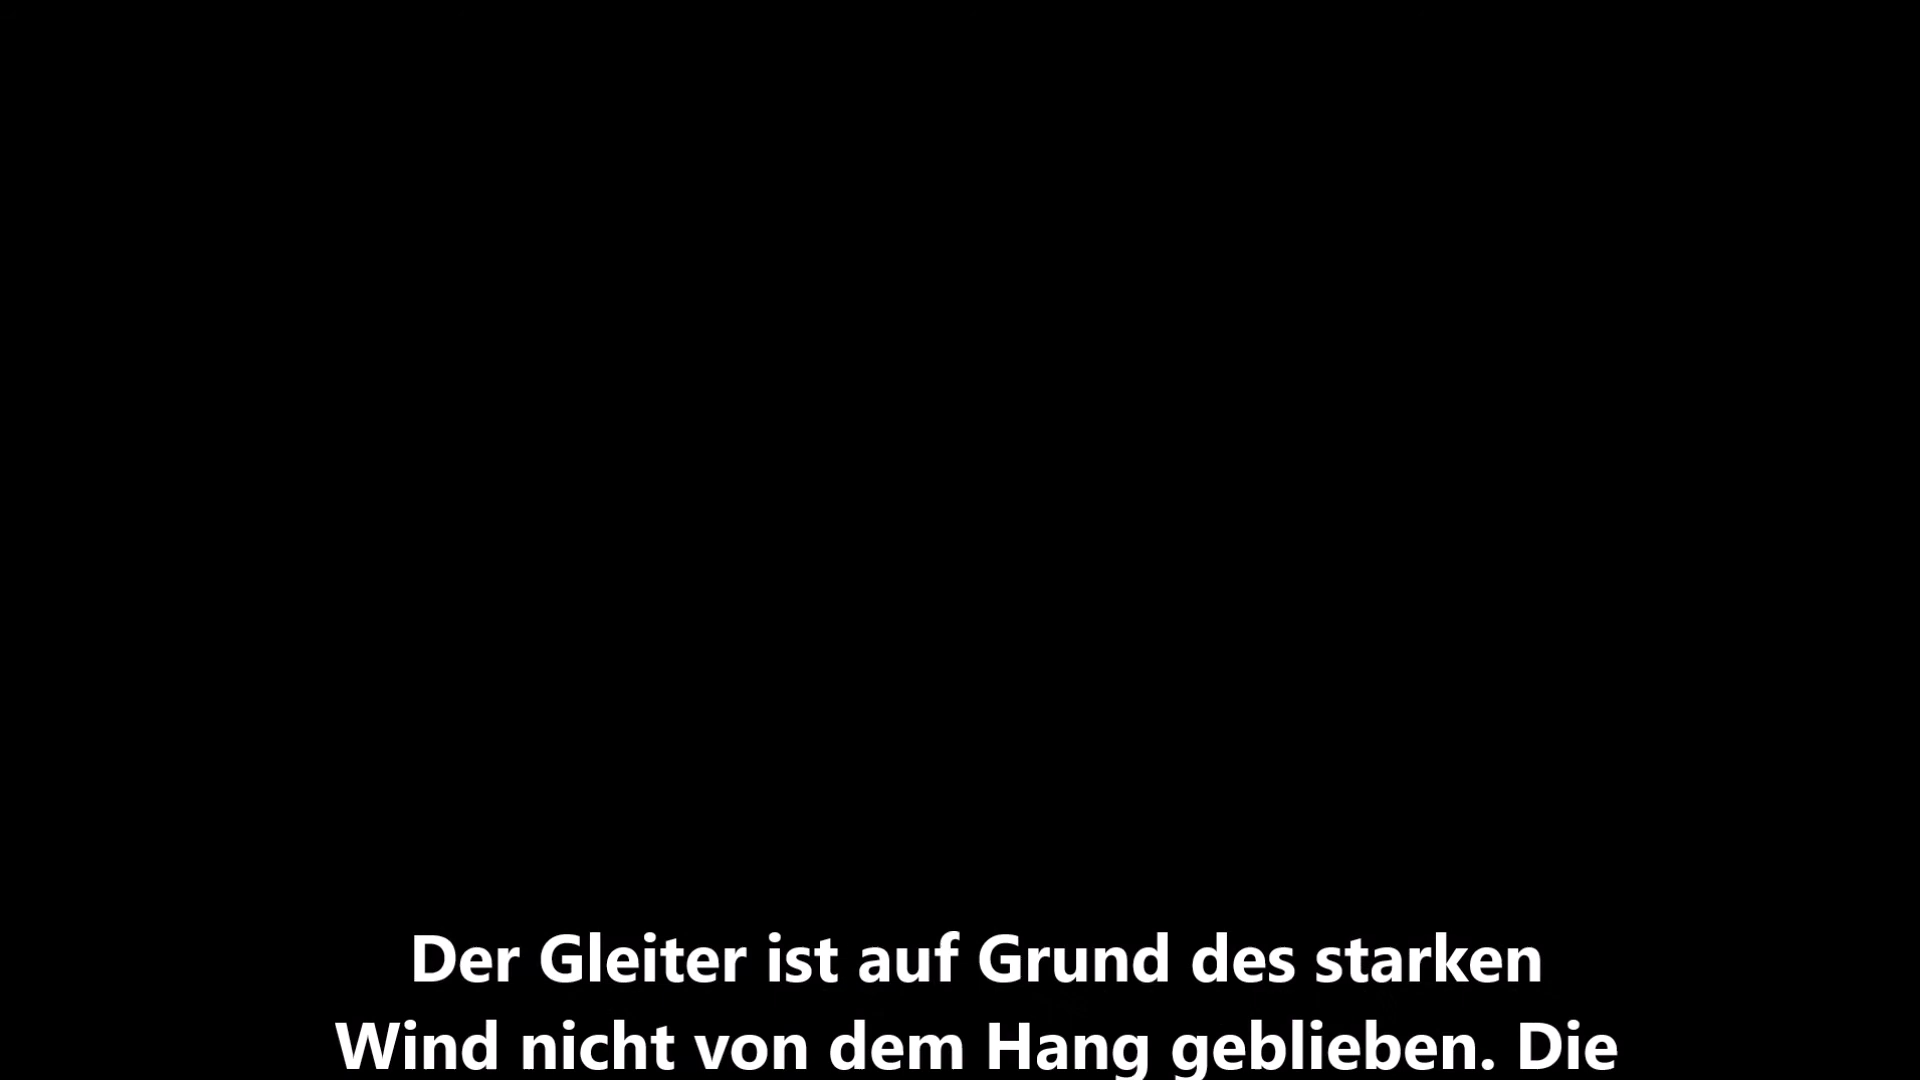 Der Gleiter ist auf Grund des starken
Wind nicht von dem Hang geblieben. Die